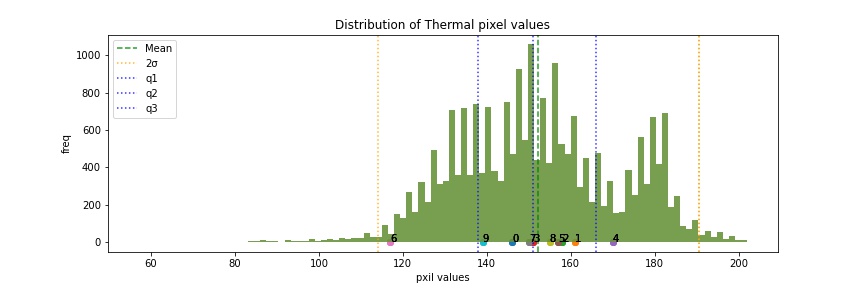 Distribution of Thermal pixel values
Mean
2σ
q1
q2
q3
1000
800
600
400
200
0
freq
6 9 0 7 3 8 5 2 1 4
60 80 100 120 140 160 180 200
pxil values